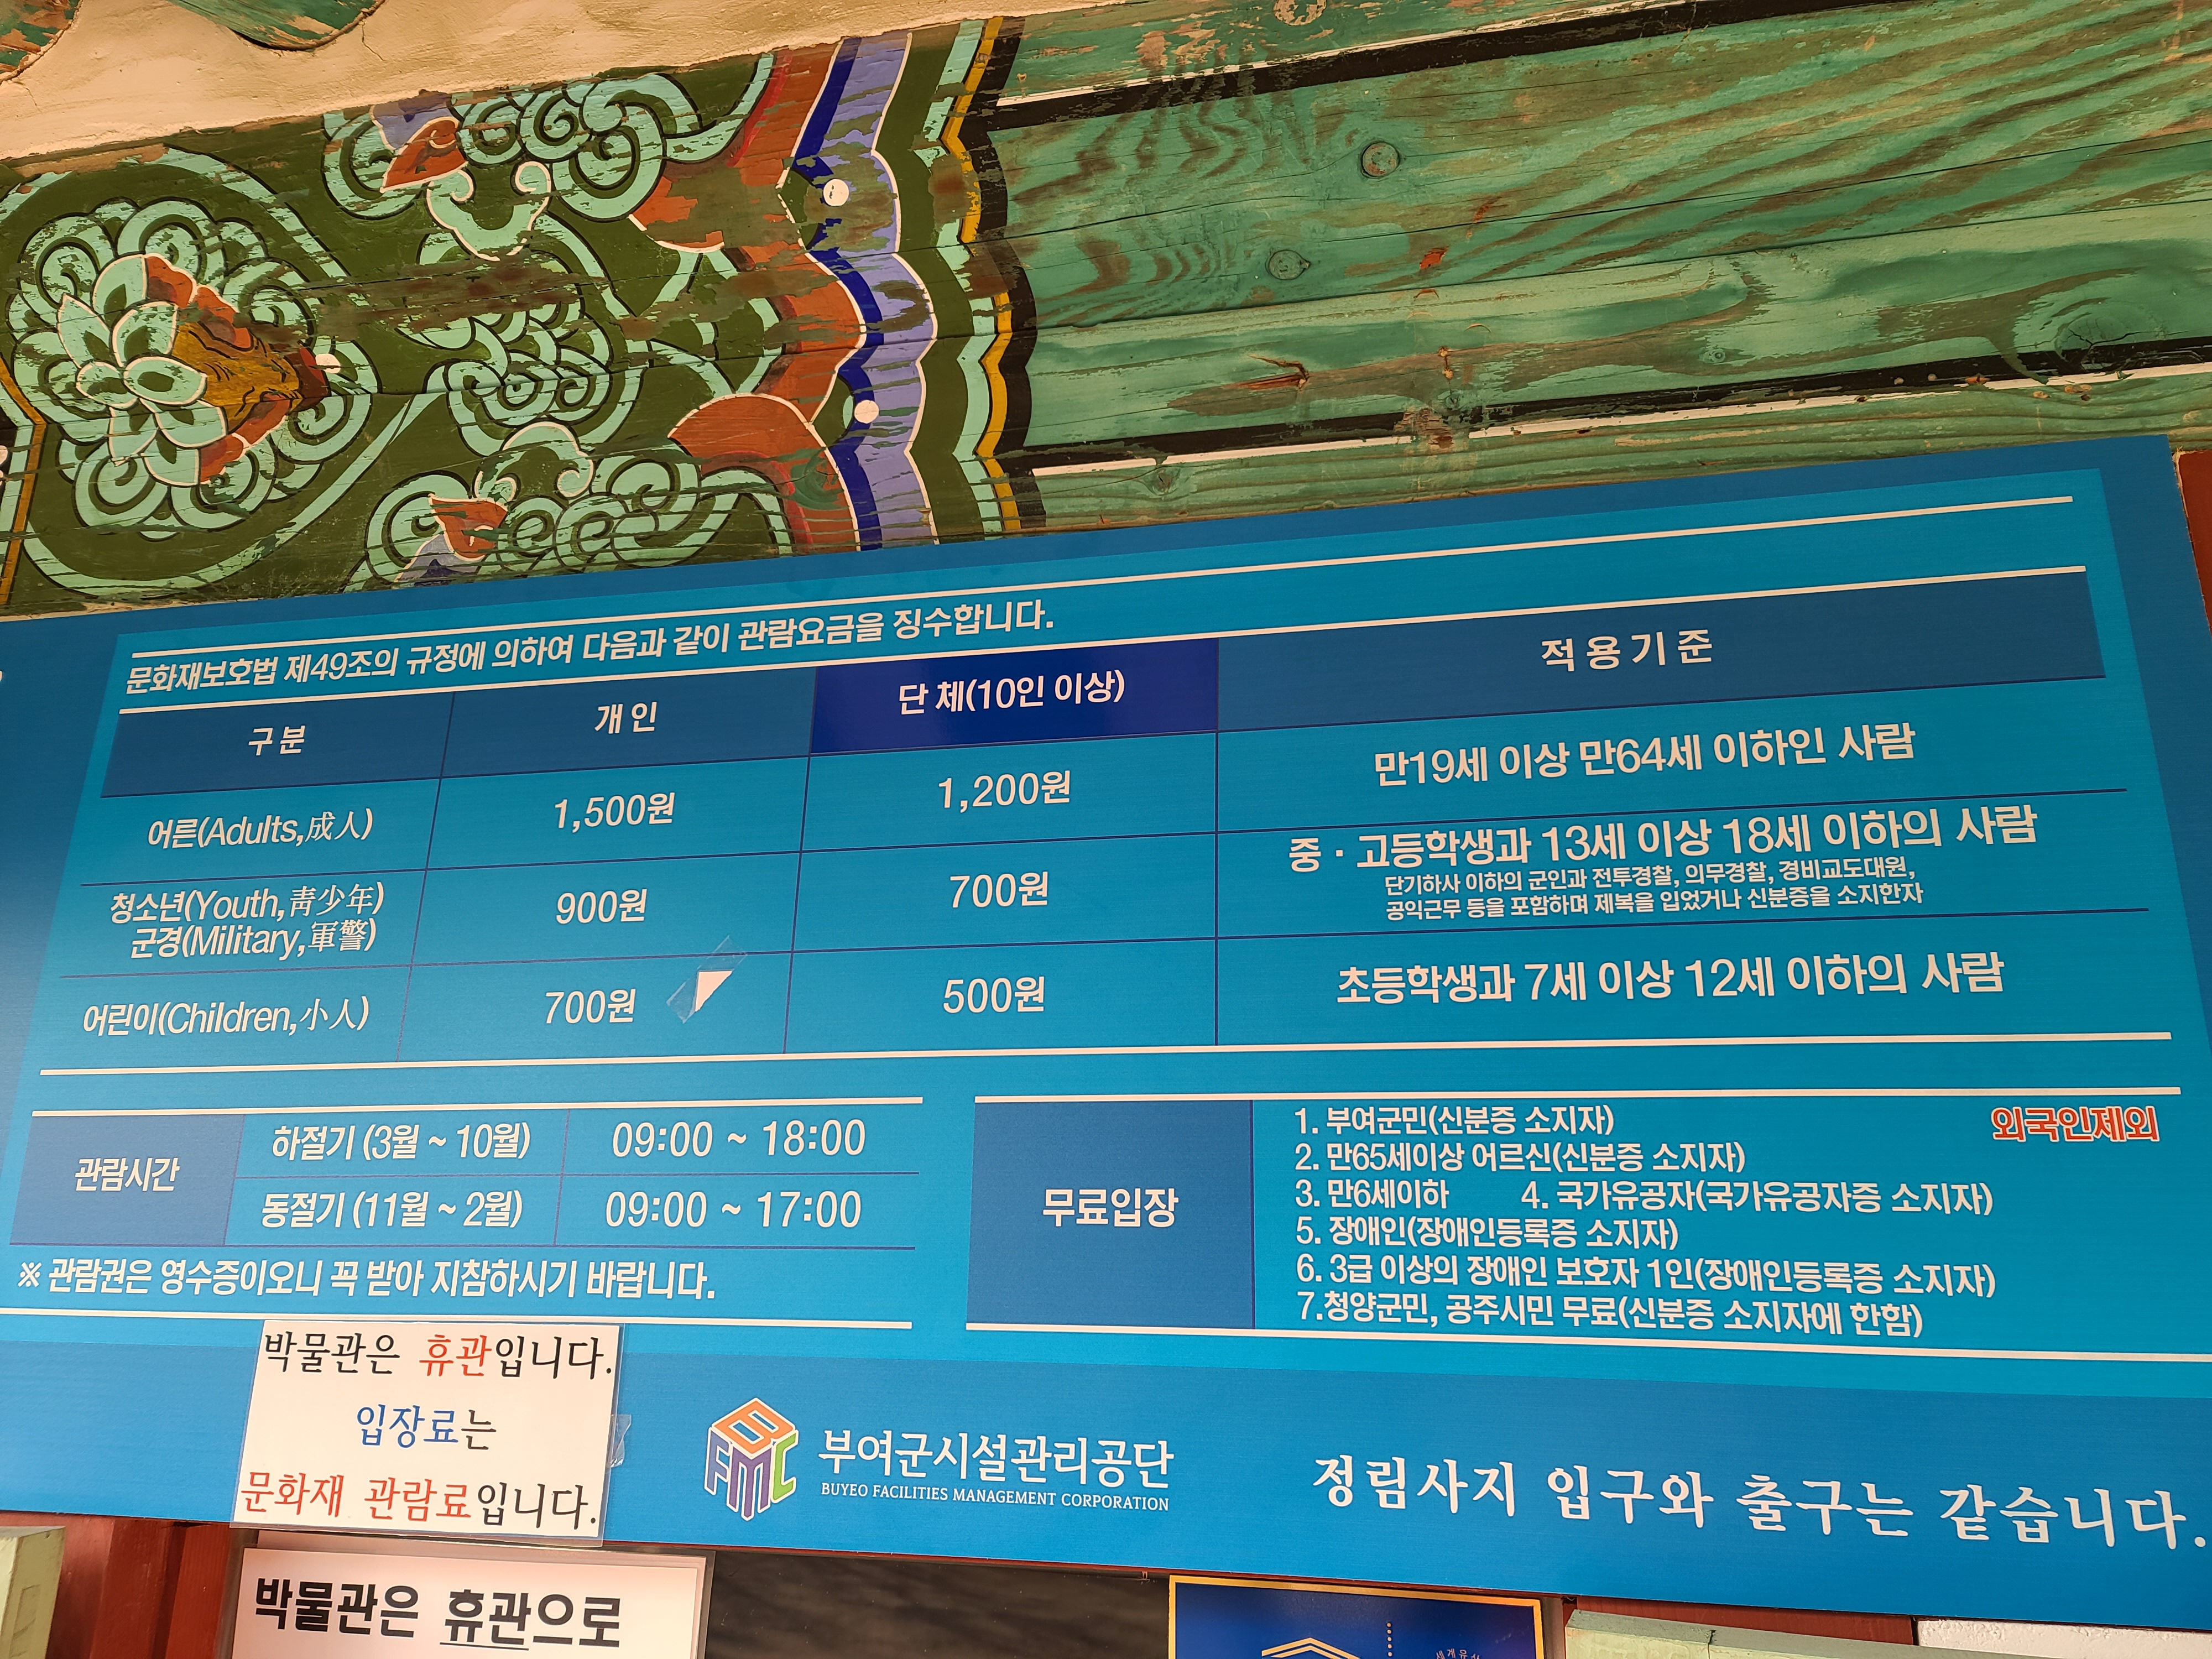 문화재보호법 제49조의 규정에 의하여 다음과 같이 관람요금을 징수합니다.
구 분 개 인 단 체(10인 이상) 적 용 기 준
어른(Adults,成人) 1,500원 1,200원 만19세 이상 만64세 이하인 사람
청소년(Youth,靑少年)
군경(Military,軍警)
900원 700원
중 · 고등학생과 13세 이상 18세 이하의 사람
단기하사 이하의 군인과 전투경찰, 의무경찰, 경비교도대원,
공익근무 등을 포함하며 제복을 입었거나 신분증을 소지한자
어린이(Children,小人) 700원 500원 초등학생과 7세 이상 12세 이하의 사람
관람시간
하절기 (3월 ~ 10월) 09:00 ~ 18:00
동절기 (11월 ~ 2월) 09:00 ~ 17:00
※ 관람권은 영수증이오니 꼭 받아 지참하시기 바랍니다.
무료입장
외국인제외
1. 부여군민(신분증 소지자)
2. 만65세이상 어르신(신분증 소지자)
3. 만6세이하 4. 국가유공자(국가유공자증 소지자)
5. 장애인(장애인등록증 소지자)
6. 3급 이상의 장애인 보호자 1인(장애인등록증 소지자)
7.청양군민, 공주시민 무료(신분증 소지자에 한함)
박물관은 휴관입니다.
입장료는
문화재 관람료입니다.
BFMC
부여군시설관리공단
BUYEO FACILITIES MANAGEMENT CORPORATION
정림사지 입구와 출구는 같습니다.
박물관은 휴관으로